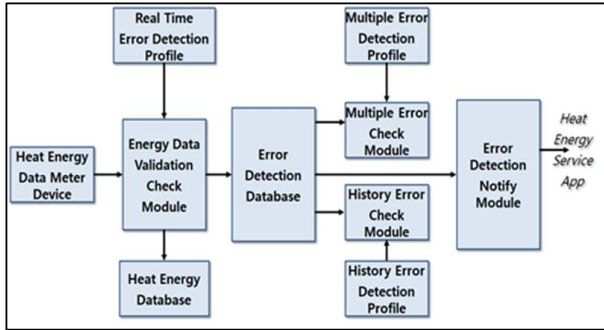 Real Time
Error Detection
Profile
Multiple Error
Detection
Profile
Heat Energy
Data Meter
Device
Energy Data
Validation
Check
Module
Error
Detection
Database
Multiple Error
Check
Module
History Error
Check
Module
Error
Detection
Notify
Module
Heat
Energy
Service
App
Heat Energy
Database
History Error
Detection
Profile